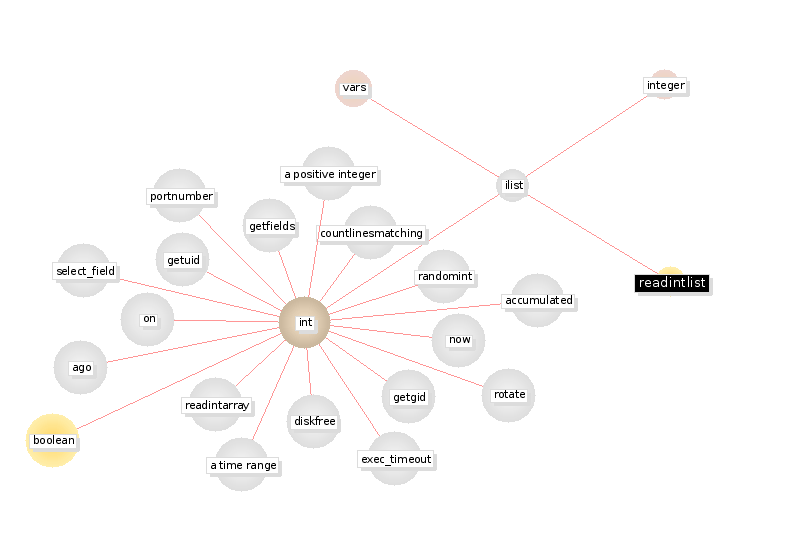 vars
integer
a positive integer
ilist
portnumber
getfields
countlinesmatching
getuid
select_field
randomint
readintlist
accumulated
on
int
now
ago
rotate
getgid
readintarray
diskfree
boolean
a time range
exec_timeout